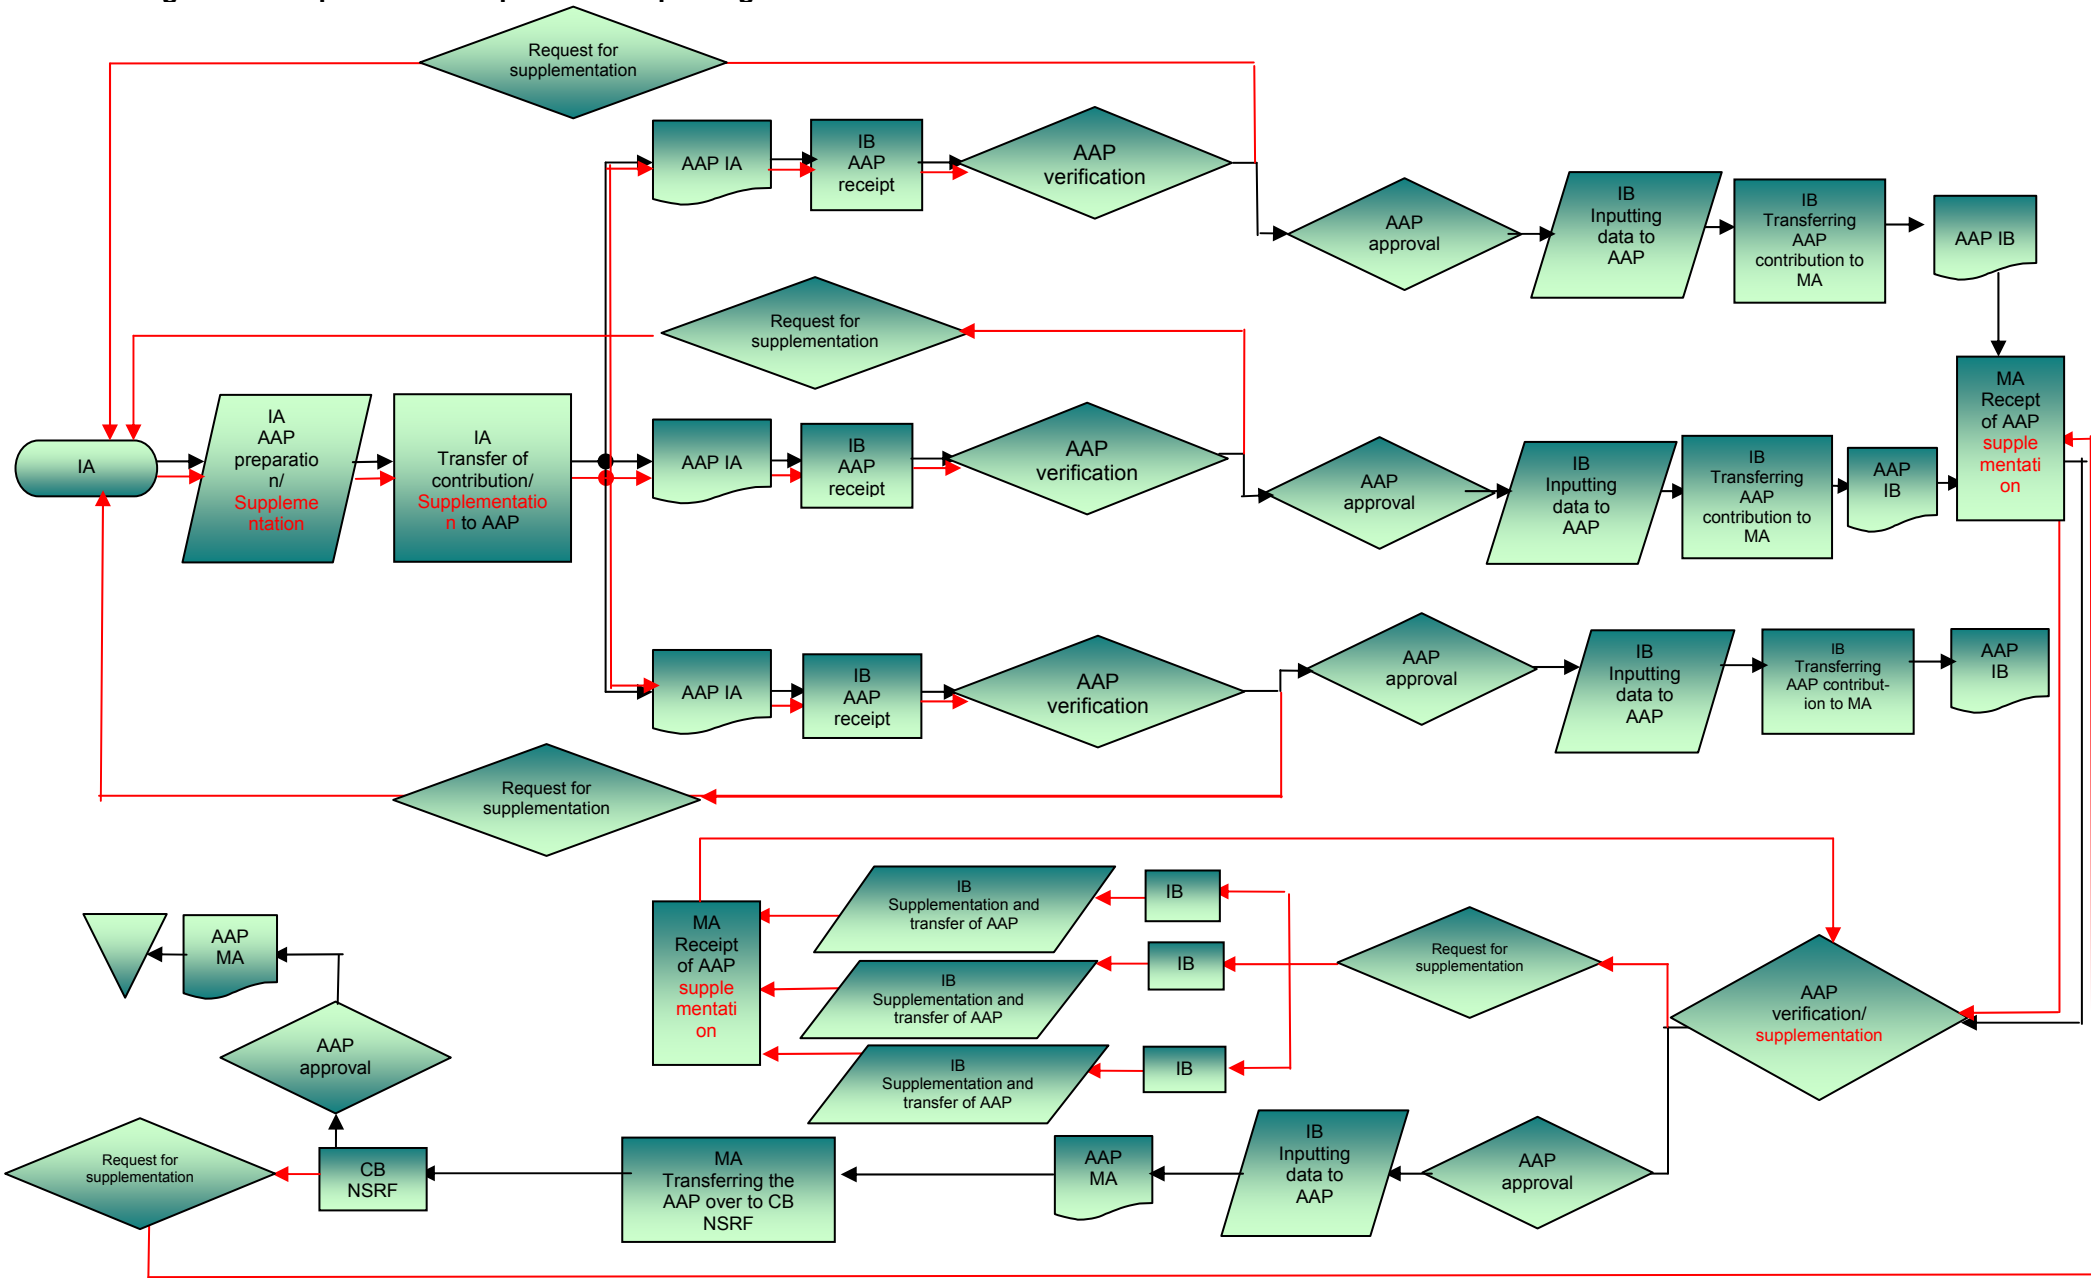 Request for
supplementation
AAP IA
IB
AAP
receipt
AAP
verification
AAP
approval
IB
Inputting
data to
AAP
IB
Transferring
AAP
contribution to
MA
AAP IB
Request for
supplementation
IA
IA
AAP
preparatio
n/
Suppleme
ntation
IA
Transfer of
contribution/
Supplementatio
n to AAP
AAP IA
IB
AAP
receipt
AAP
verification
AAP
approval
IB
Inputting
data to
AAP
IB
Transferring
AAP
contribution to
MA
AAP
IB
MA
Recept
of AAP
supple
mentati
on
AAP IA
IB
AAP
receipt
AAP
verification
AAP
approval
IB
Inputting
data to
AAP
IB
Transferring
AAP contribut-
ion to MA
AAP
IB
Request for
supplementation
MA
Receipt
of AAP
supple
mentati
on
IB
Supplementation and
transfer of AAP
IB
IB
Supplementation and
transfer of AAP
IB
IB
Supplementation and
transfer of AAP
IB
Request for
supplementation
AAP
verification/
supplementation
AAP
MA
AAP
approval
Request for
supplementation
CB
NSRF
MA
Transferring the
AAP over to CB
NSRF
AAP
MA
IB
Inputting
data to
AAP
AAP
approval